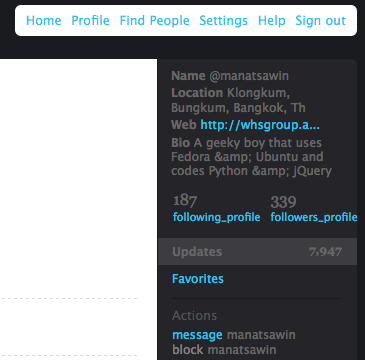 Home Profile Find People Settings Help Sign out
Name @manatsawin
Location Klongkum,
Bungkum, Bangkok, Th
Web http://whsgroup.a...
Bio A geeky boy that uses
Fedora &amp; Ubuntu and
codes Python &amp; jQuery
187 339
following_profile followers_profile
Updates 7,947
Favorites
Actions
message manatsawin
block manatsawin